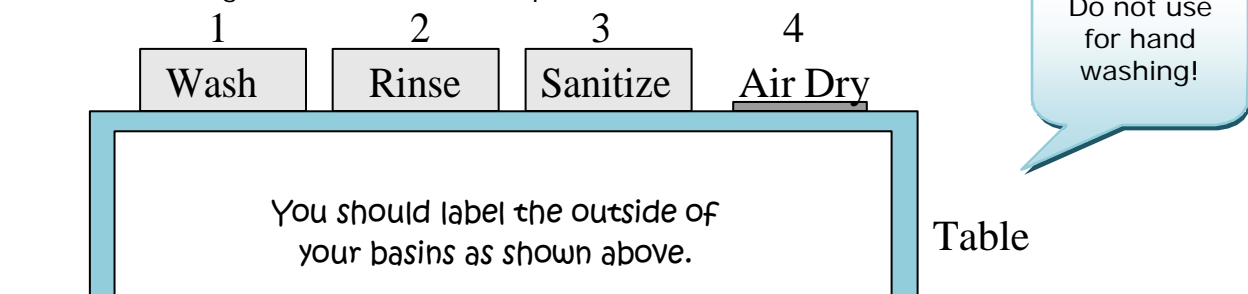 1 2 3 4
Wash Rinse Sanitize Air Dry
Do not use
for hand
washing!
You should label the outside of
your basins as shown above.
Table